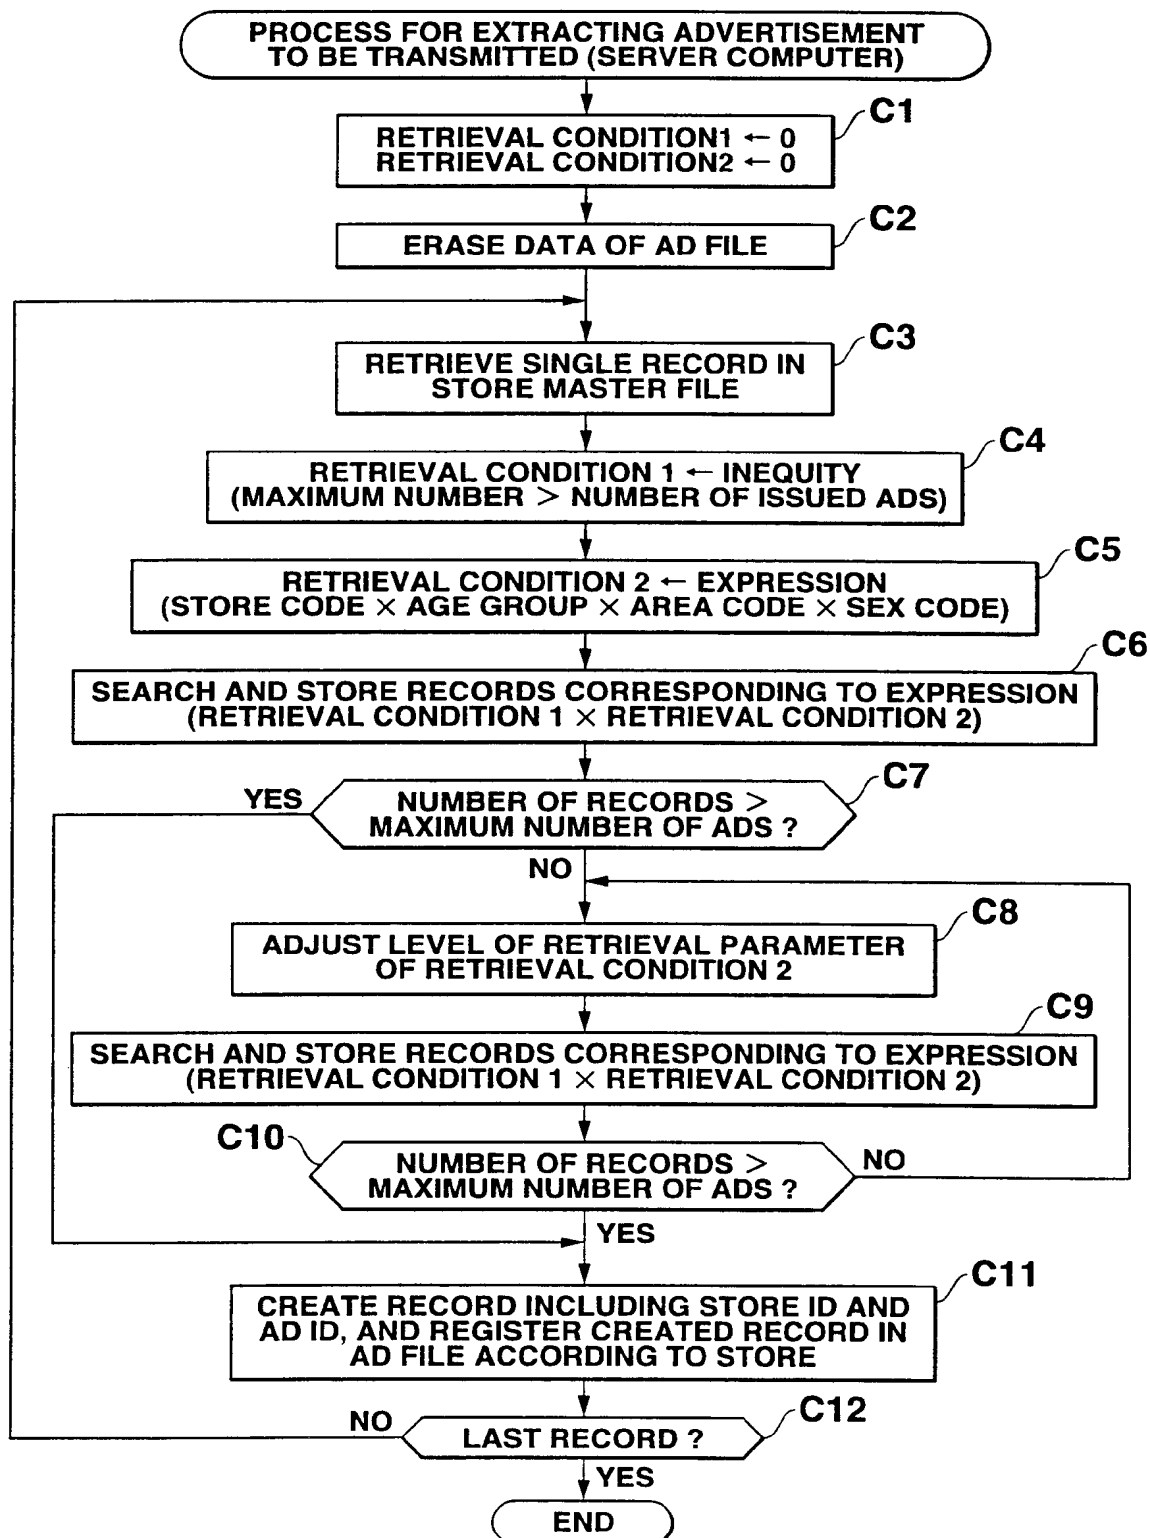 PROCESS FOR EXTRACTING ADVERTISEMENT
TO BE TRANSMITTED (SERVER COMPUTER)
C1
RETRIEVAL CONDITION1 ← 0
RETRIEVAL CONDITION2 ← 0
C2
ERASE DATA OF AD FILE
C3
RETRIEVE SINGLE RECORD IN
STORE MASTER FILE
C4
RETRIEVAL CONDITION 1 ← INEQUITY
(MAXIMUM NUMBER > NUMBER OF ISSUED ADS)
C5
RETRIEVAL CONDITION 2 ← EXPRESSION
(STORE CODE × AGE GROUP × AREA CODE × SEX CODE)
C6
SEARCH AND STORE RECORDS CORRESPONDING TO EXPRESSION
(RETRIEVAL CONDITION 1 × RETRIEVAL CONDITION 2)
C7
YES
NUMBER OF RECORDS >
MAXIMUM NUMBER OF ADS ?
NO
C8
ADJUST LEVEL OF RETRIEVAL PARAMETER
OF RETRIEVAL CONDITION 2
C9
SEARCH AND STORE RECORDS CORRESPONDING TO EXPRESSION
(RETRIEVAL CONDITION 1 × RETRIEVAL CONDITION 2)
C10
NUMBER OF RECORDS >
MAXIMUM NUMBER OF ADS ?
NO
YES
C11
CREATE RECORD INCLUDING STORE ID AND
AD ID, AND REGISTER CREATED RECORD IN
AD FILE ACCORDING TO STORE
C12
NO
LAST RECORD ?
YES
END